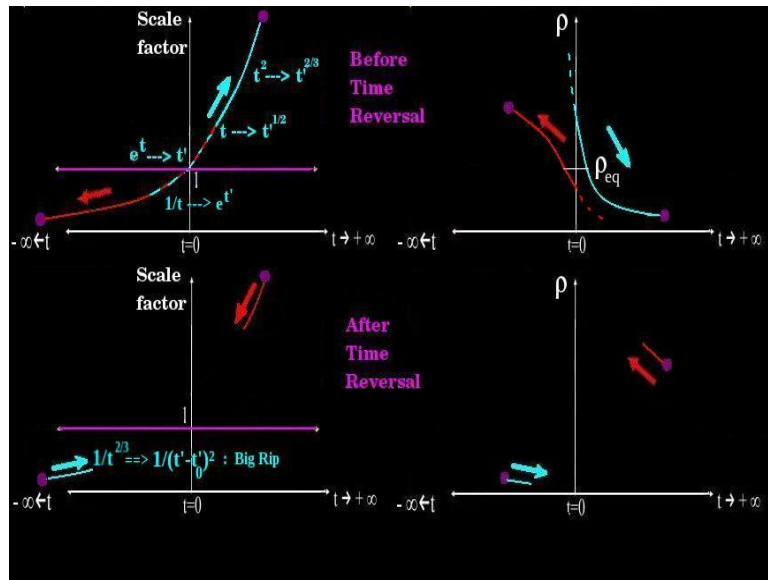 Scale
factor
t² ---> t'^2/3
t ---> t'^1/2
e^t ---> t'
1
1/t ---> e^t'
- ∞ ← t
t=0
t → + ∞
Before
Time
Reversal
ρ
ρeq
- ∞ ← t
t=0
t → + ∞
Scale
factor
1
1/t^2/3 ==> 1/(t'-t'₀)² : Big Rip
- ∞ ← t
t=0
t → + ∞
After
Time
Reversal
ρ
- ∞ ← t
t=0
t → + ∞